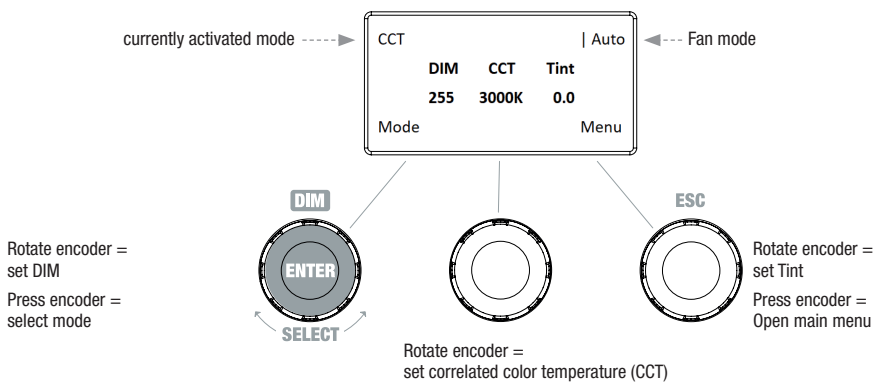 currently activated mode
CCT | Auto
Fan mode
DIM CCT Tint
255 3000K 0.0
Mode Menu
DIM
ESC
ENTER
SELECT
Rotate encoder =
set DIM
Press encoder =
select mode
Rotate encoder =
set correlated color temperature (CCT)
Rotate encoder =
set Tint
Press encoder =
Open main menu